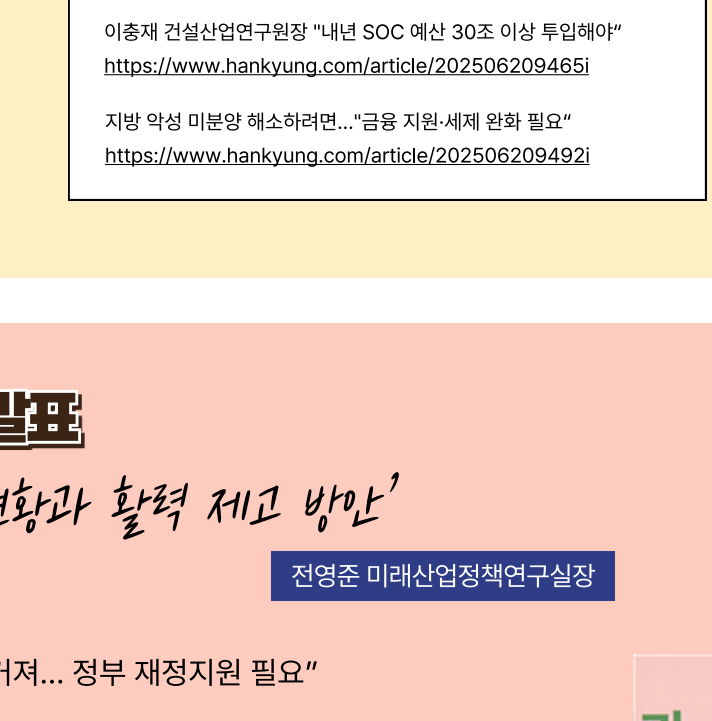 이충재 건설산업연구원장 "내년 SOC 예산 30조 이상 투입해야“
https://www.hankyung.com/article/202506209465i
지방 악성 미분양 해소하려면…"금융 지원·세제 완화 필요“
https://www.hankyung.com/article/202506209492i
발표
현황과 활력 제고 방안’
전영준 미래산업정책연구실장
커져… 정부 재정지원 필요”